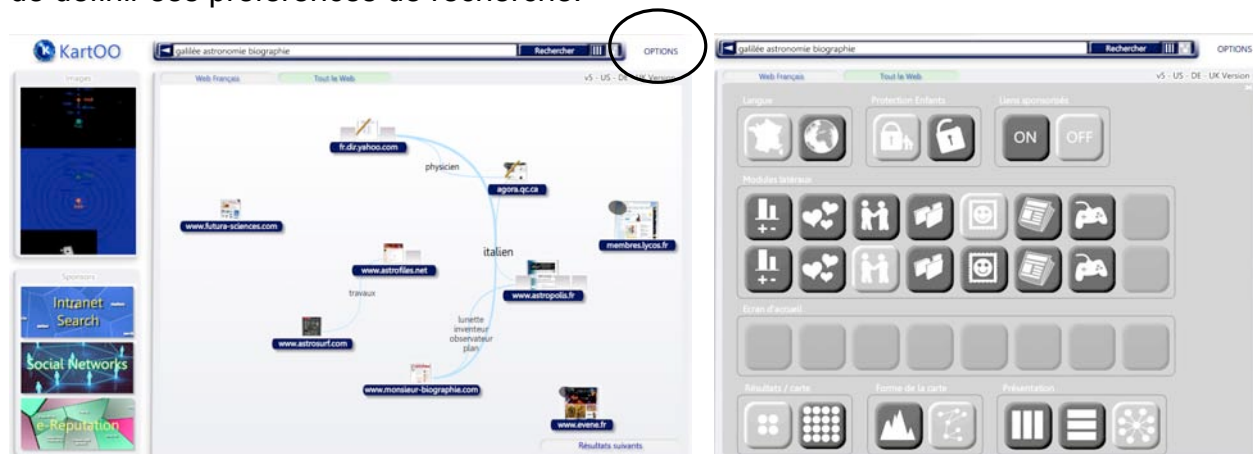 de définir ses préférences de recherche.
KartOO
galilée astronomie biographie
Rechercher
OPTIONS
Images
Web Français
Tout le Web
v5 - US - DE - UK Version
fr.dir.yahoo.com
physicien
agora.qc.ca
www.futura-sciences.com
membres.lycos.fr
italien
www.astrofiles.net
travaux
www.astropolis.fr
lunette
inventeur
observateur
plan
www.astrosurf.com
www.monsieur-biographie.com
www.evene.fr
Résultats suivants
Sponsors
Intranet
Search
Social Networks
e-Reputation
galilée astronomie biographie
Rechercher
OPTIONS
Web Français
Tout le Web
v5 - US - DE - UK Version
Langue
Protection Enfants
Liens sponsorisés
ON
OFF
Modules latéraux
Ecran d'accueil
Résultats / carte
Forme de la carte
Présentation